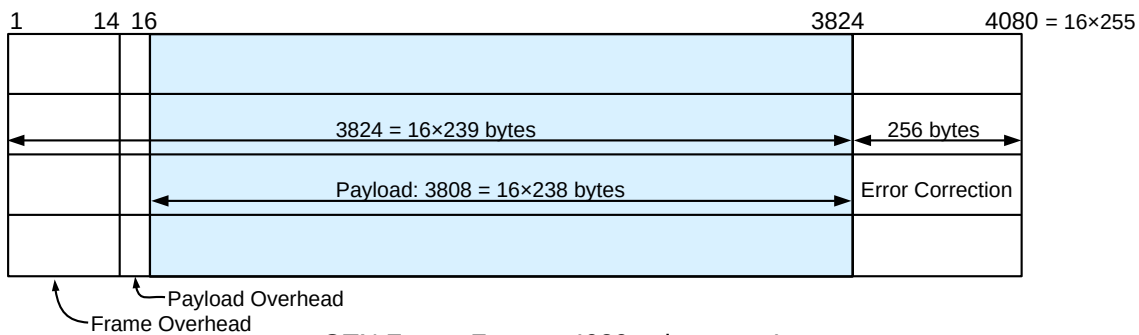 1 14 16 3824 4080 = 16×255
3824 = 16×239 bytes 256 bytes
Payload: 3808 = 16×238 bytes Error Correction
Payload Overhead
Frame Overhead